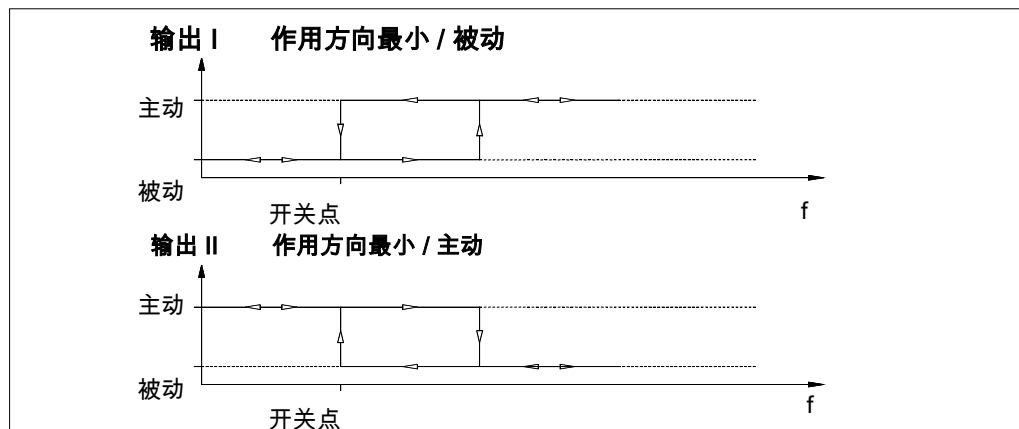 输出 I 作用方向最小 / 被动
主动
被动
开关点
f
输出 II 作用方向最小 / 主动
主动
被动
开关点
f